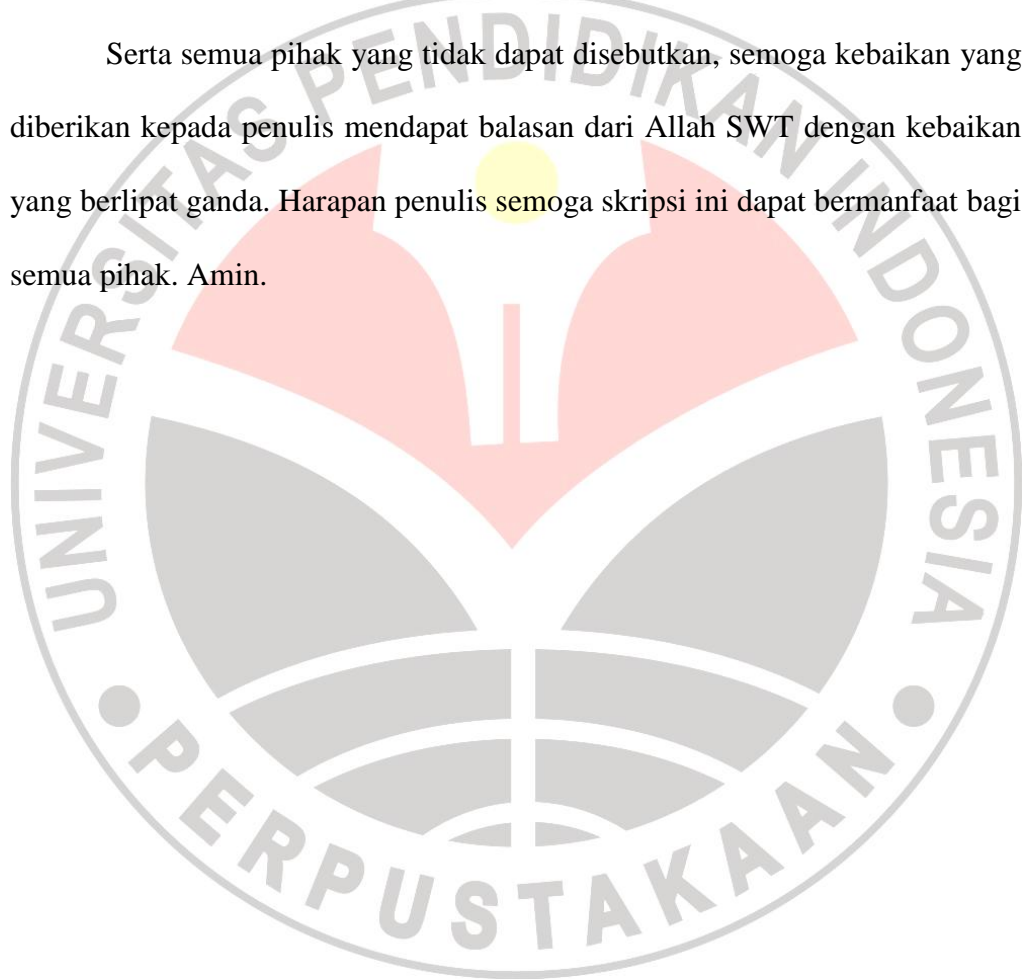 Serta semua pihak yang tidak dapat disebutkan, semoga kebaikan yang
diberikan kepada penulis mendapat balasan dari Allah SWT dengan kebaikan
yang berlipat ganda. Harapan penulis semoga skripsi ini dapat bermanfaat bagi
semua pihak. Amin.
UNIVERSITAS PENDIDIKAN INDONESIA
PERPUSTAKAAN